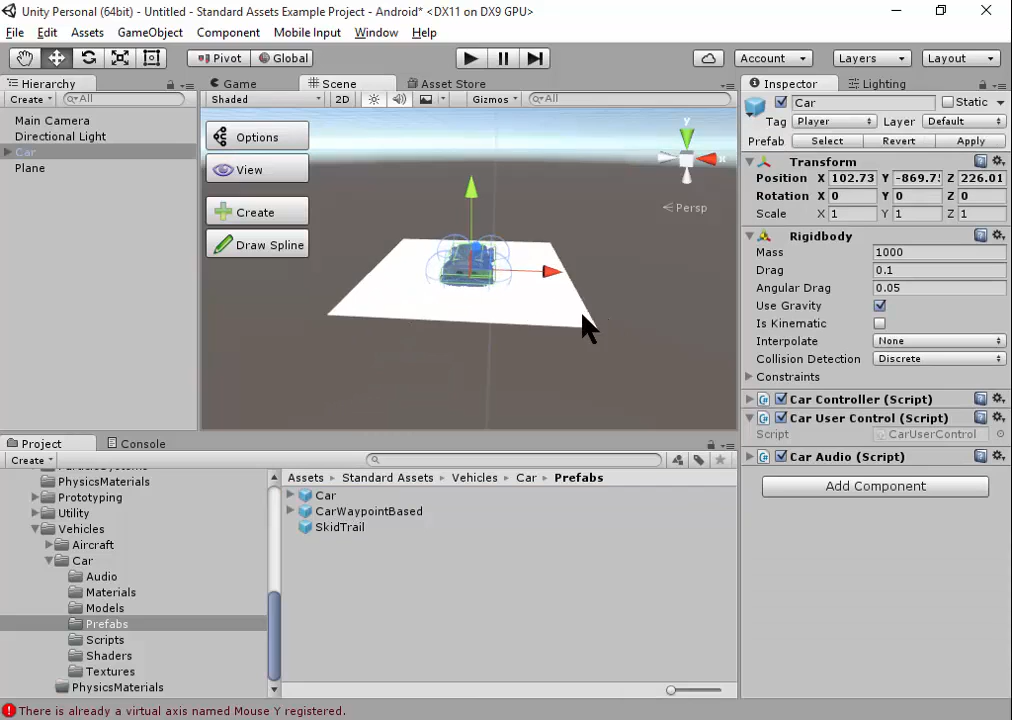 Unity Personal (64bit) - Untitled - Standard Assets Example Project - Android* <DX11 on DX9 GPU>
File Edit Assets GameObject Component Mobile Input Window Help
Pivot Global Account Layers Layout
Hierarchy Game Scene Asset Store Inspector Lighting
Create All Shaded 2D Gizmos All Car Static
Main Camera
Directional Light
Car
Plane
Options
View
Create
Draw Spline
y
x
Persp
Tag Player Layer Default
Prefab Select Revert Apply
Transform
Position X 102.73 Y -869.7 Z 226.01
Rotation X 0 Y 0 Z 0
Scale X 1 Y 1 Z 1
Rigidbody
Mass 1000
Drag 0.1
Angular Drag 0.05
Use Gravity
Is Kinematic
Interpolate None
Collision Detection Discrete
Constraints
Car Controller (Script)
Car User Control (Script)
Script CarUserControl
Car Audio (Script)
Add Component
Project Console
Create
PhysicsMaterials
Prototyping
Utility
Vehicles
Aircraft
Car
Audio
Materials
Models
Prefabs
Scripts
Shaders
Textures
PhysicsMaterials
Assets Standard Assets Vehicles Car Prefabs
Car
CarWaypointBased
SkidTrail
There is already a virtual axis named Mouse Y registered.